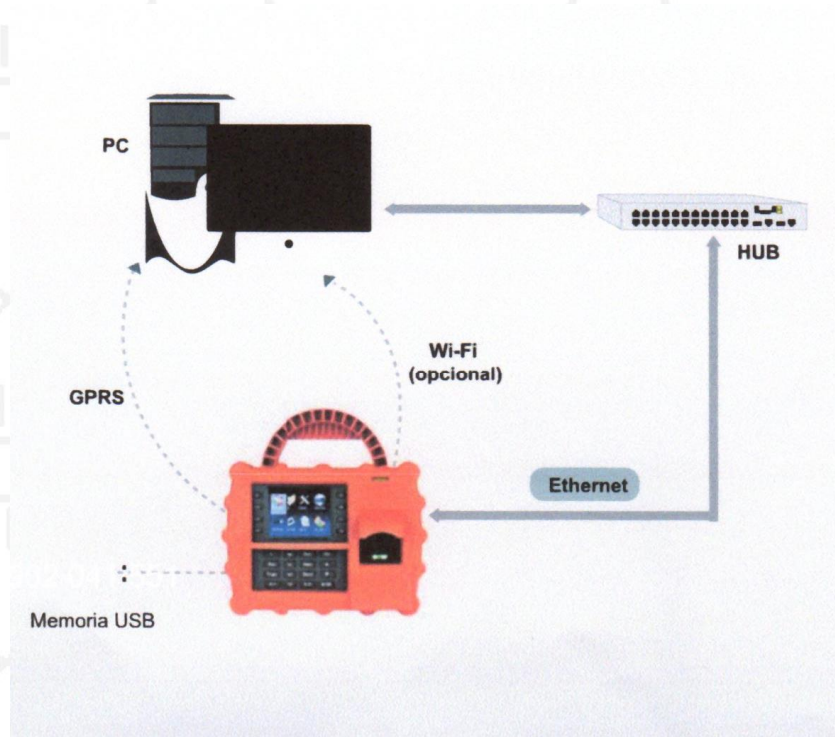 PC
HUB
Wi-Fi
(opcional)
GPRS
Ethernet
Memoria USB